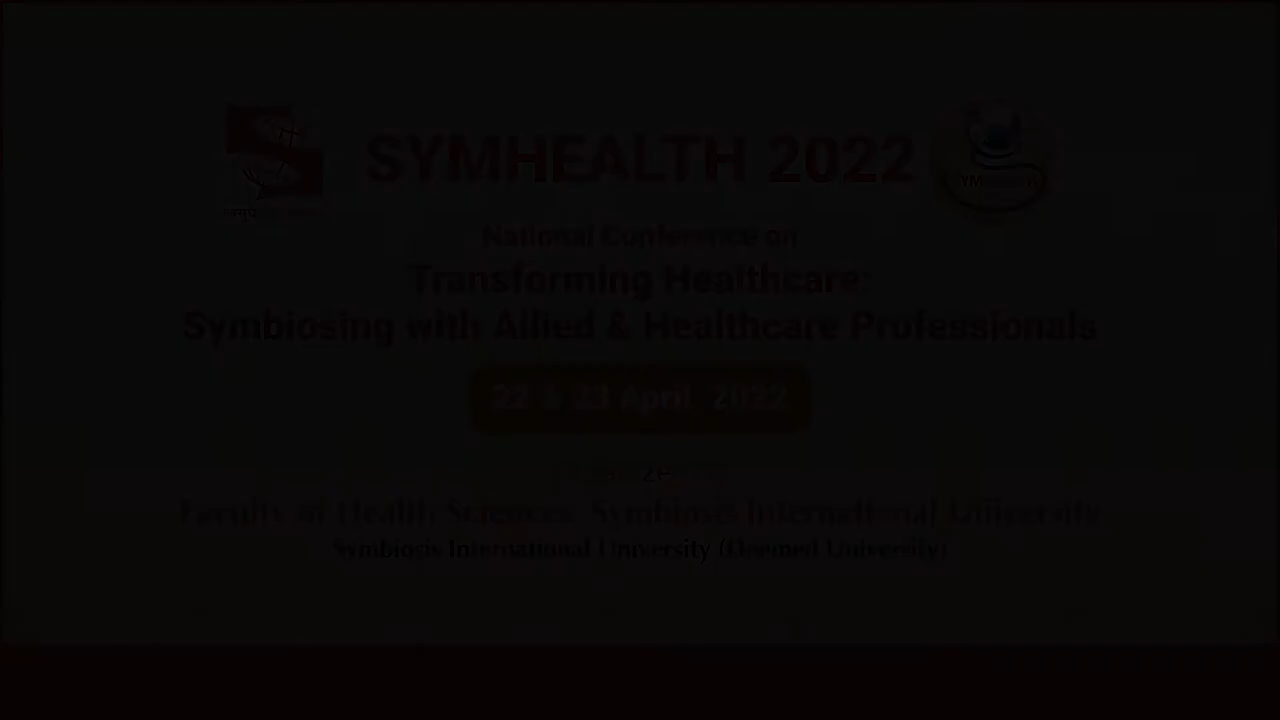 SYMHEALTH 2022
National Conference on
Transforming Healthcare:
Symbiosing with Allied & Healthcare Professionals
22 & 23 April 2022
Faculty of Health Sciences, Symbiosis International University
Symbiosis International University (Deemed University)